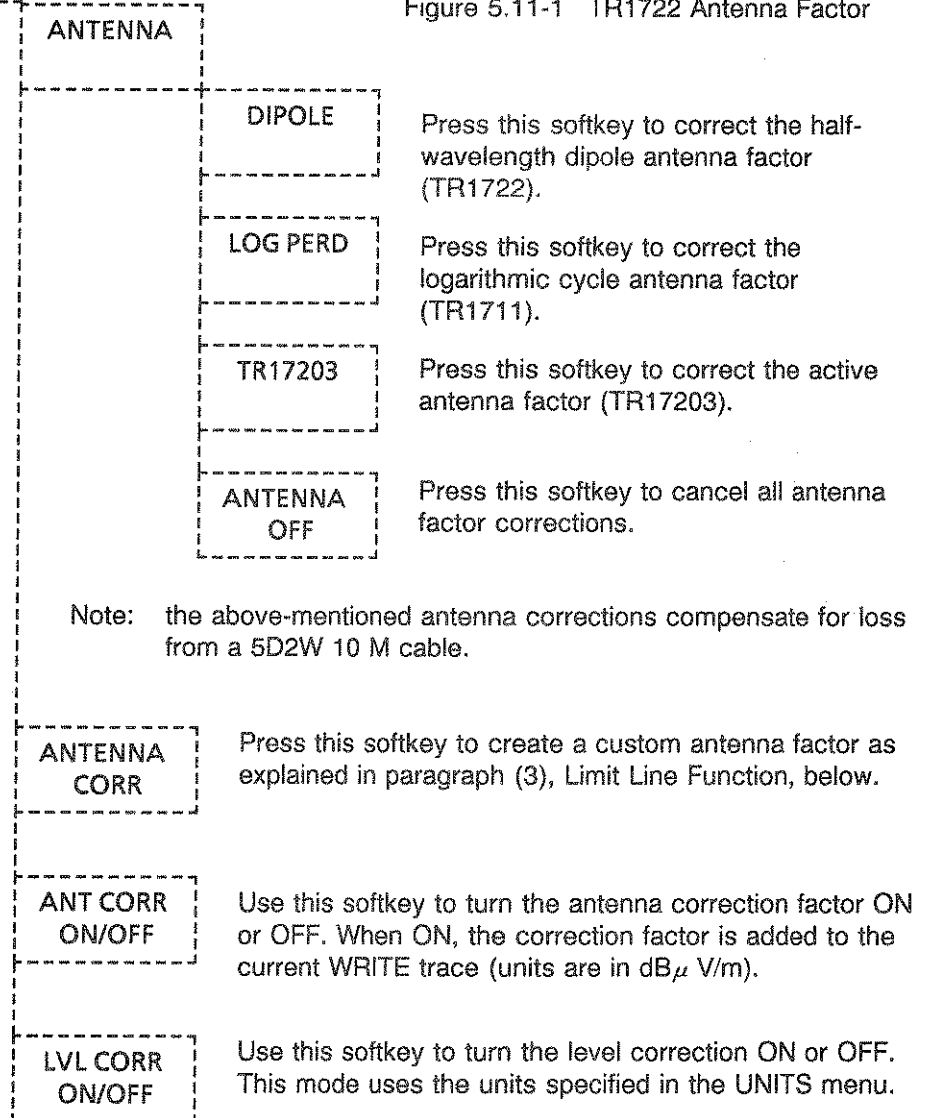 Figure 5.11-1 TR1722 Antenna Factor
ANTENNA
DIPOLE
Press this softkey to correct the half-
wavelength dipole antenna factor
(TR1722).
LOG PERD
Press this softkey to correct the
logarithmic cycle antenna factor
(TR1711).
TR17203
Press this softkey to correct the active
antenna factor (TR17203).
ANTENNA
OFF
Press this softkey to cancel all antenna
factor corrections.
Note: the above-mentioned antenna corrections compensate for loss
from a 5D2W 10 M cable.
ANTENNA
CORR
Press this softkey to create a custom antenna factor as
explained in paragraph (3), Limit Line Function, below.
ANT CORR
ON/OFF
Use this softkey to turn the antenna correction factor ON
or OFF. When ON, the correction factor is added to the
current WRITE trace (units are in dBμ V/m).
LVL CORR
ON/OFF
Use this softkey to turn the level correction ON or OFF.
This mode uses the units specified in the UNITS menu.